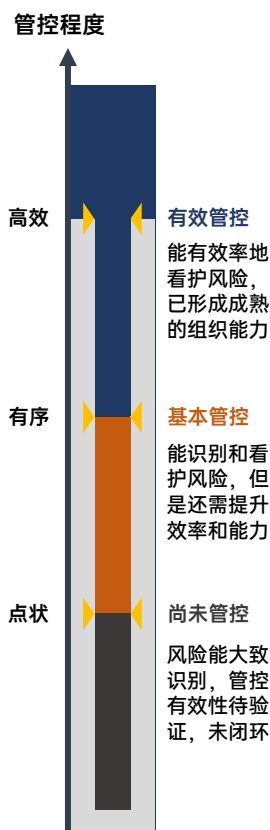 管控程度
高效
有效管控
能有效率地
看护风险，
已形成成熟
的组织能力
有序
基本管控
能识别和看
护风险，但
是还需提升
效率和能力
点状
尚未管控
风险能大致
识别，管控
有效性待验
证，未闭环